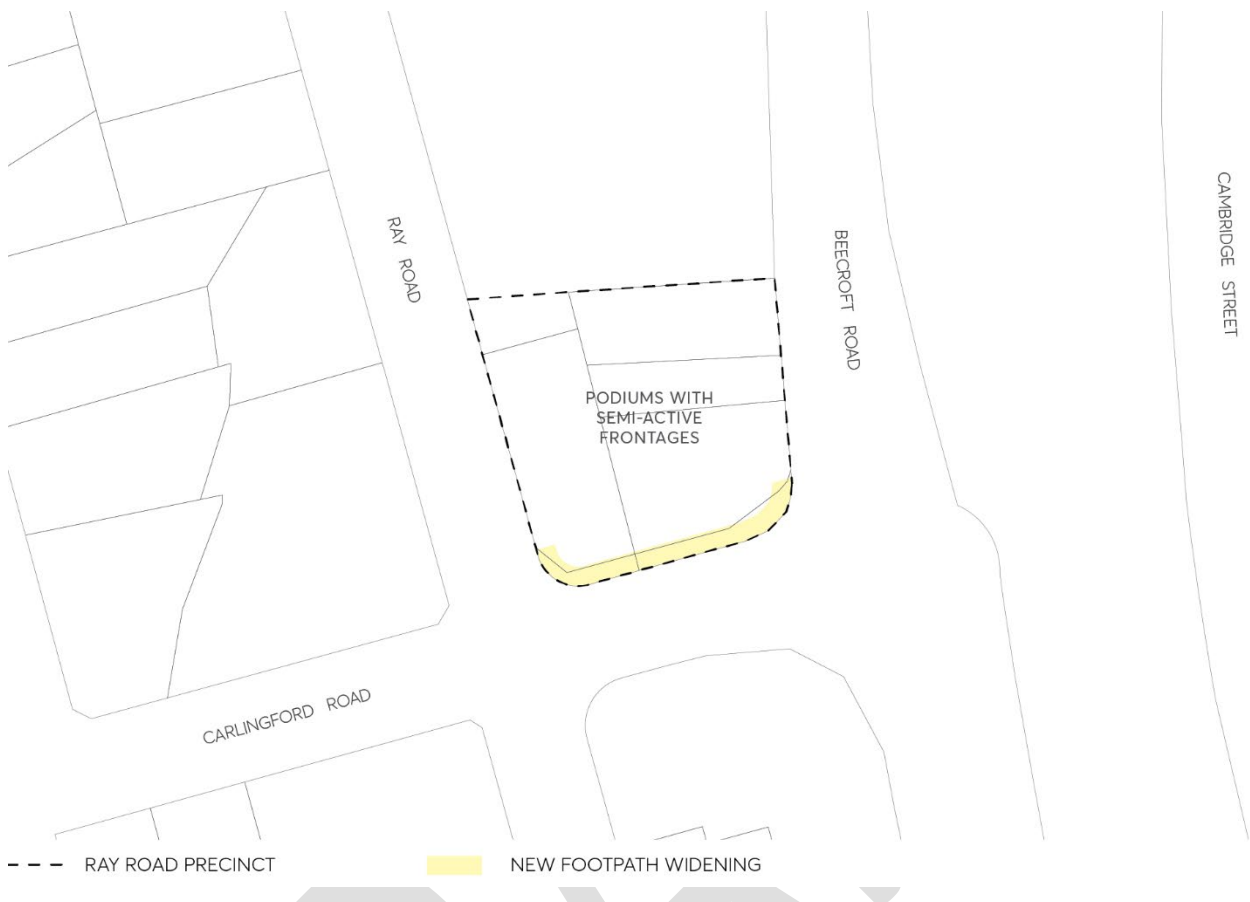 CAMBRIDGE STREET
RAY ROAD
BEECROFT ROAD
PODIUMS WITH
SEMI-ACTIVE
FRONTAGES
CARLINGFORD ROAD
RAY ROAD PRECINCT
NEW FOOTPATH WIDENING